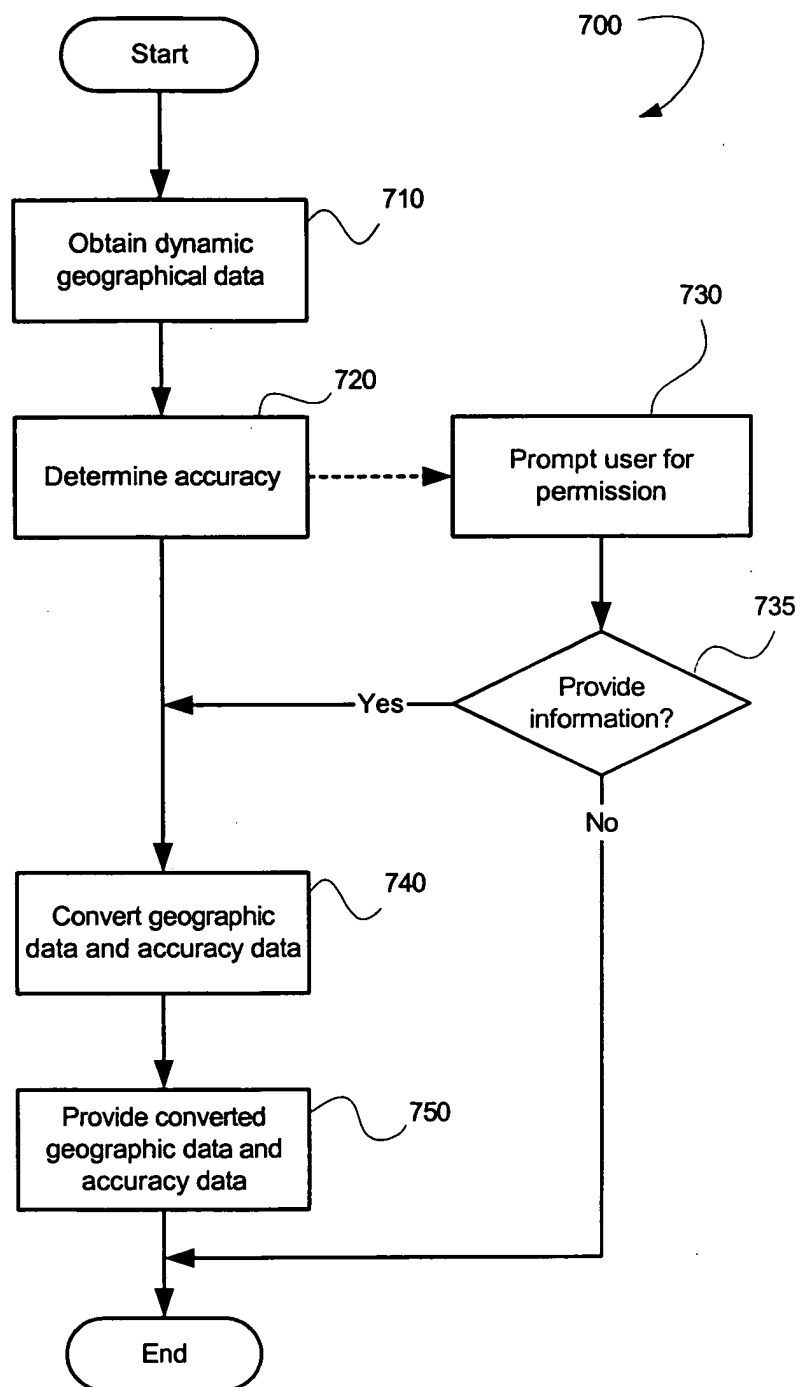 700
Start
710
Obtain dynamic
geographical data
730
720
Determine accuracy
Prompt user for
permission
735
Provide
information?
Yes
No
740
Convert geographic
data and accuracy data
750
Provide converted
geographic data and
accuracy data
End